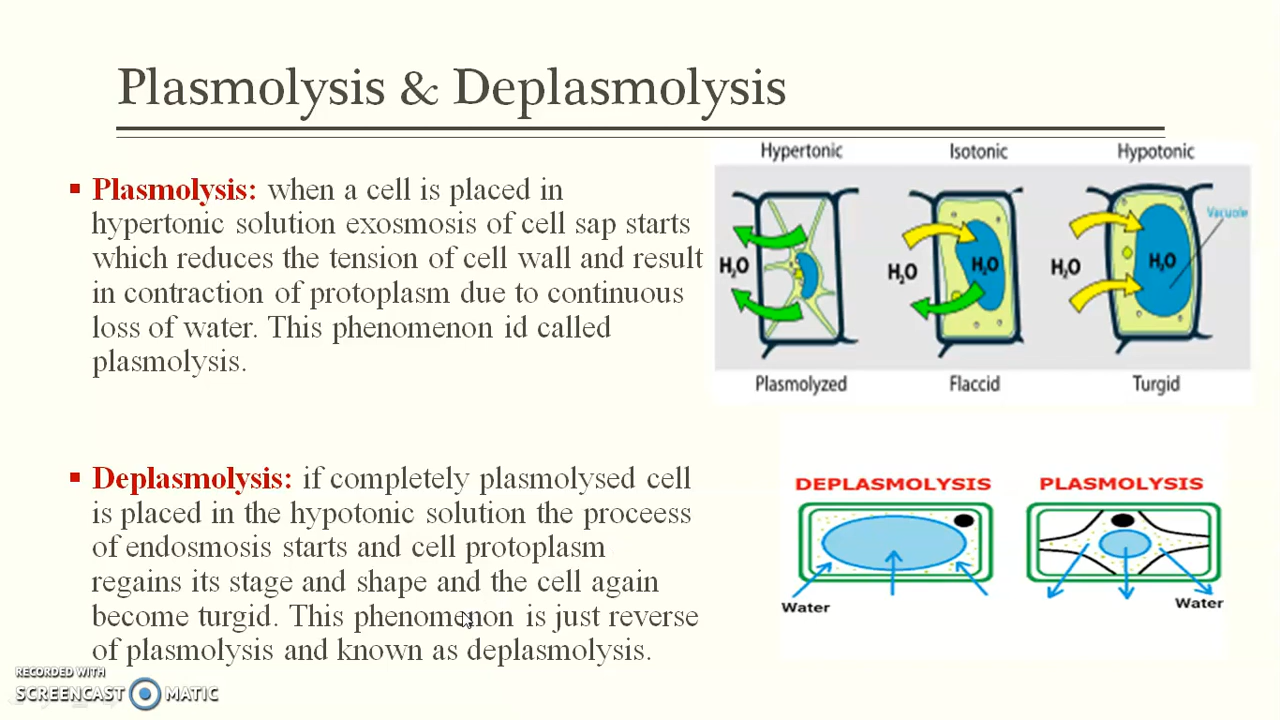 Plasmolysis & Deplasmolysis
▪ Plasmolysis: when a cell is placed in
hypertonic solution exosmosis of cell sap starts
which reduces the tension of cell wall and result
in contraction of protoplasm due to continuous
loss of water. This phenomenon id called
plasmolysis.
▪ Deplasmolysis: if completely plasmolysed cell
is placed in the hypotonic solution the proceess
of endosmosis starts and cell protoplasm
regains its stage and shape and the cell again
become turgid. This phenomenon is just reverse
of plasmolysis and known as deplasmolysis.
Hypertonic Isotonic Hypotonic
Vacuole
H₂O H₂O H₂O H₂O H₂O
Plasmolyzed Flaccid Turgid
DEPLASMOLYSIS PLASMOLYSIS
Water Water
RECORDED WITH
SCREENCAST MATIC